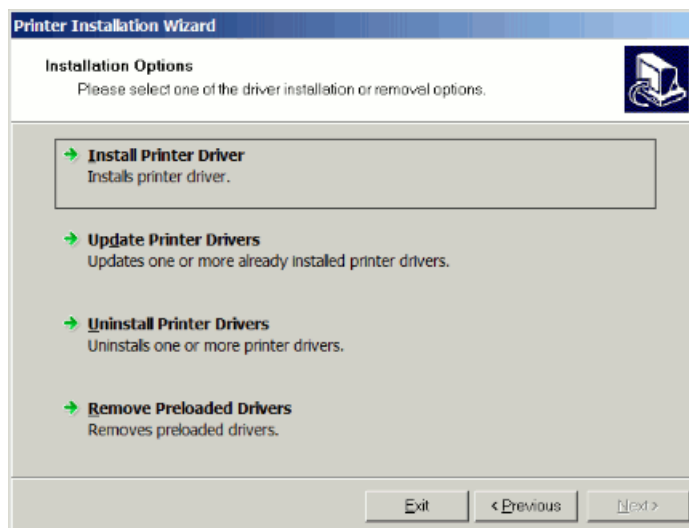 Printer Installation Wizard
Installation Options
Please select one of the driver installation or removal options.
Install Printer Driver
Installs printer driver.
Update Printer Drivers
Updates one or more already installed printer drivers.
Uninstall Printer Drivers
Uninstalls one or more printer drivers.
Remove Preloaded Drivers
Removes preloaded drivers.
Exit
< Previous
Next >